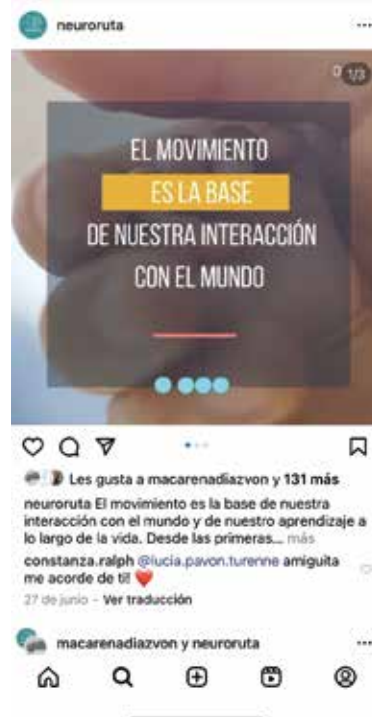 neuroruta
1/3
EL MOVIMIENTO
ES LA BASE
DE NUESTRA INTERACCIÓN
CON EL MUNDO
Les gusta a macarenadiazvon y 131 más
neuroruta El movimiento es la base de nuestra
interacción con el mundo y de nuestro aprendizaje a
lo largo de la vida. Desde las primeras... más
constanza.ralph @lucia.pavon.turenne amiguita
me acorde de ti! ❤️
27 de junio - Ver traducción
macarenadiazvon y neuroruta